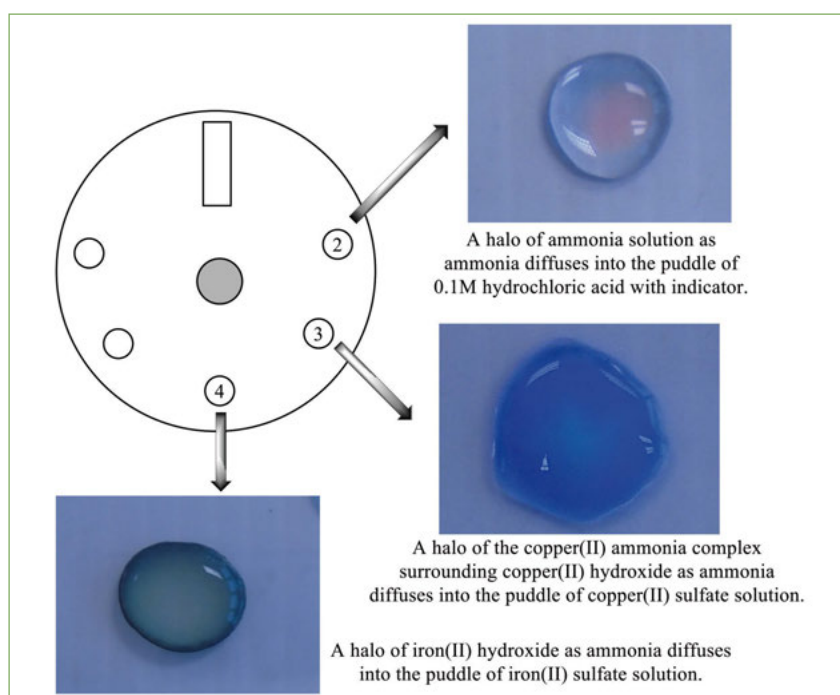 2
A halo of ammonia solution as
ammonia diffuses into the puddle of
0.1M hydrochloric acid with indicator.
3
4
A halo of the copper(II) ammonia complex
surrounding copper(II) hydroxide as ammonia
diffuses into the puddle of copper(II) sulfate solution.
A halo of iron(II) hydroxide as ammonia diffuses
into the puddle of iron(II) sulfate solution.